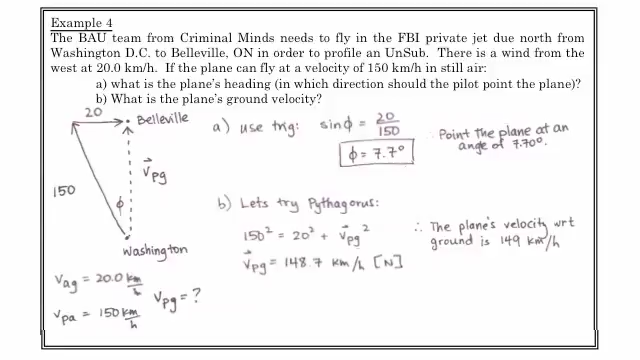 Example 4
The BAU team from Criminal Minds needs to fly in the FBI private jet due north from
Washington D.C. to Belleville, ON in order to profile an UnSub. There is a wind from the
west at 20.0 km/h. If the plane can fly at a velocity of 150 km/h in still air:
a) what is the plane's heading (in which direction should the pilot point the plane)?
b) What is the plane's ground velocity?
20
Belleville
150
φ
V⃗pg
Washington
Vag = 20.0 km/h
Vpa = 150 km/h
Vpg = ?
a) use trig: sinφ = 20/150
φ = 7.7°
∴ Point the plane at an
angle of 7.70°.
b) Lets try Pythagorus:
150² = 20² + V⃗pg²
V⃗pg = 148.7 km/h [N]
∴ The plane's velocity wrt
ground is 149 km/h